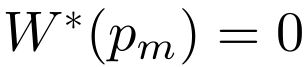 $W^*(p_m) = 0$